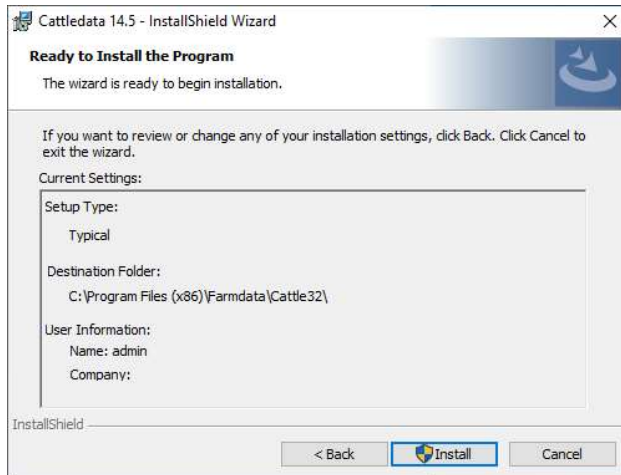 Cattledata 14.5 - InstallShield Wizard
Ready to Install the Program
The wizard is ready to begin installation.
If you want to review or change any of your installation settings, click Back. Click Cancel to
exit the wizard.
Current Settings:
Setup Type:
Typical
Destination Folder:
C:\Program Files (x86)\Farmdata\Cattle32\
User Information:
Name: admin
Company:
InstallShield
< Back
Install
Cancel